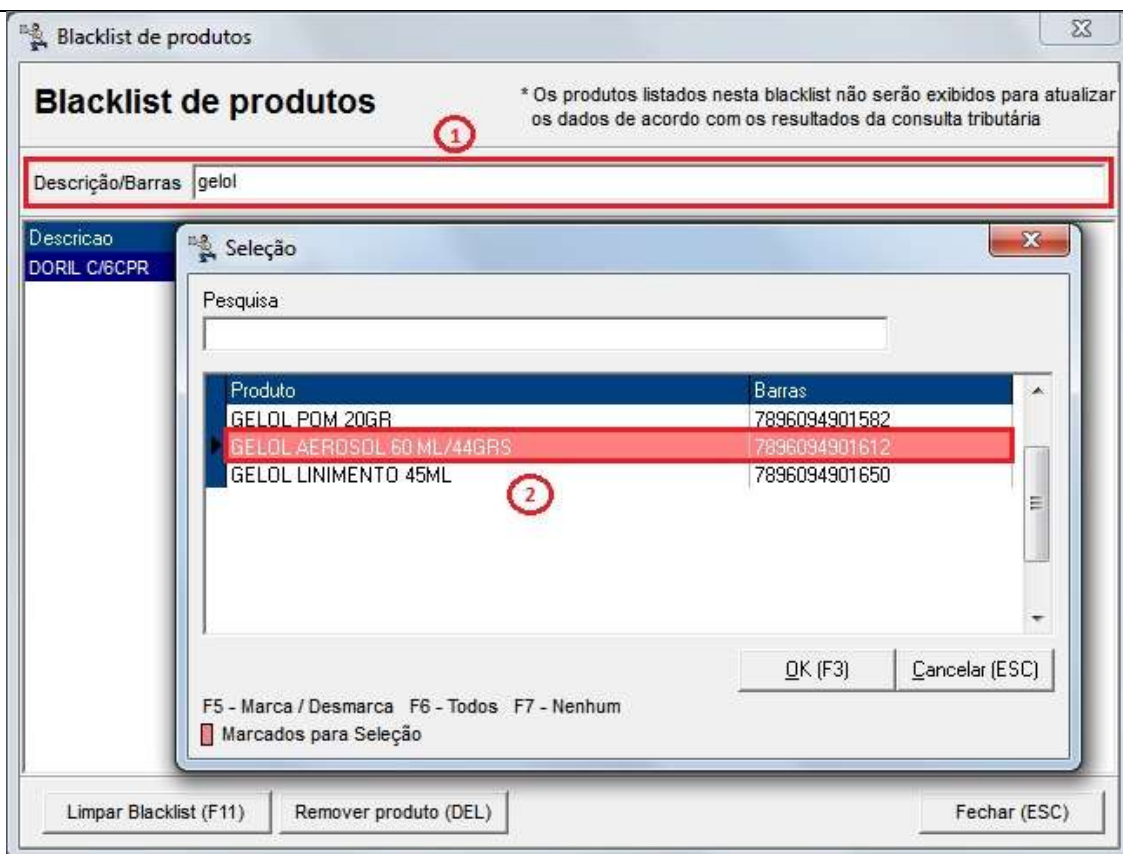 Blacklist de produtos
Blacklist de produtos
* Os produtos listados nesta blacklist não serão exibidos para atualizar
os dados de acordo com os resultados da consulta tributária
1
Descrição/Barras gelol
Descricao
DORIL C/6CPR
Seleção
Pesquisa
Produto Barras
GELOL POM 20GR 7896094901582
GELOL AEROSOL 60 ML/44GRS 7896094901612
GELOL LINIMENTO 45ML 7896094901650
2
OK (F3) Cancelar (ESC)
F5 - Marca / Desmarca F6 - Todos F7 - Nenhum
Marcados para Seleção
Limpar Blacklist (F11) Remover produto (DEL) Fechar (ESC)